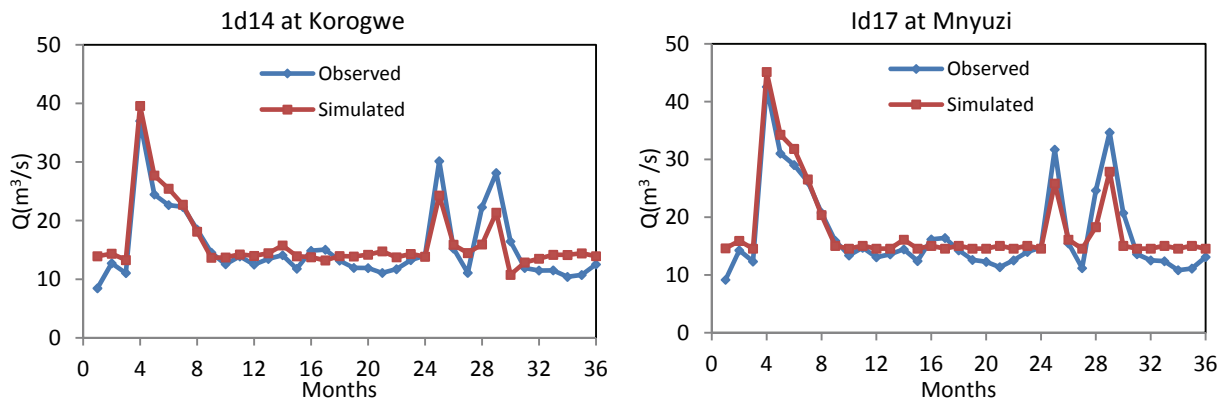 1d14 at Korogwe
50
40
30
20
10
0
Q(m³/s)
Observed
Simulated
0 4 8 12 16 20 24 28 32 36
Months
Id17 at Mnyuzi
50
40
30
20
10
0
Q(m³ /s)
Observed
Simulated
0 4 8 12 16 20 24 28 32 36
Months